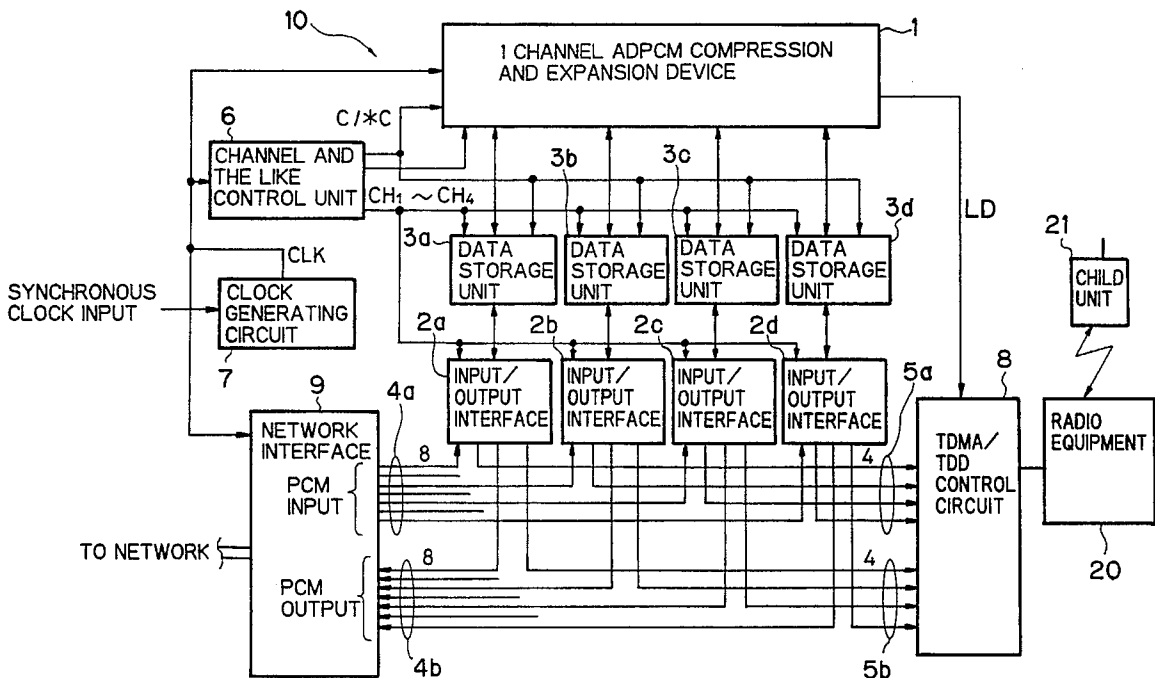 10
1
1 CHANNEL ADPCM COMPRESSION
AND EXPANSION DEVICE
C/*C
6
CHANNEL AND
THE LIKE
CONTROL UNIT
3b
3c
CH1 ~ CH4
3a
3d
LD
DATA
STORAGE
UNIT
DATA
STORAGE
UNIT
DATA
STORAGE
UNIT
DATA
STORAGE
UNIT
21
CHILD
UNIT
CLK
SYNCHRONOUS
CLOCK INPUT
CLOCK
GENERATING
CIRCUIT
7
2a
2b
2c
2d
INPUT/
OUTPUT
INTERFACE
INPUT/
OUTPUT
INTERFACE
INPUT/
OUTPUT
INTERFACE
INPUT/
OUTPUT
INTERFACE
9
4a
5a
8
NETWORK
INTERFACE
8
4
PCM
INPUT
TDMA/
TDD
CONTROL
CIRCUIT
RADIO
EQUIPMENT
20
TO NETWORK
8
4
PCM
OUTPUT
4b
5b